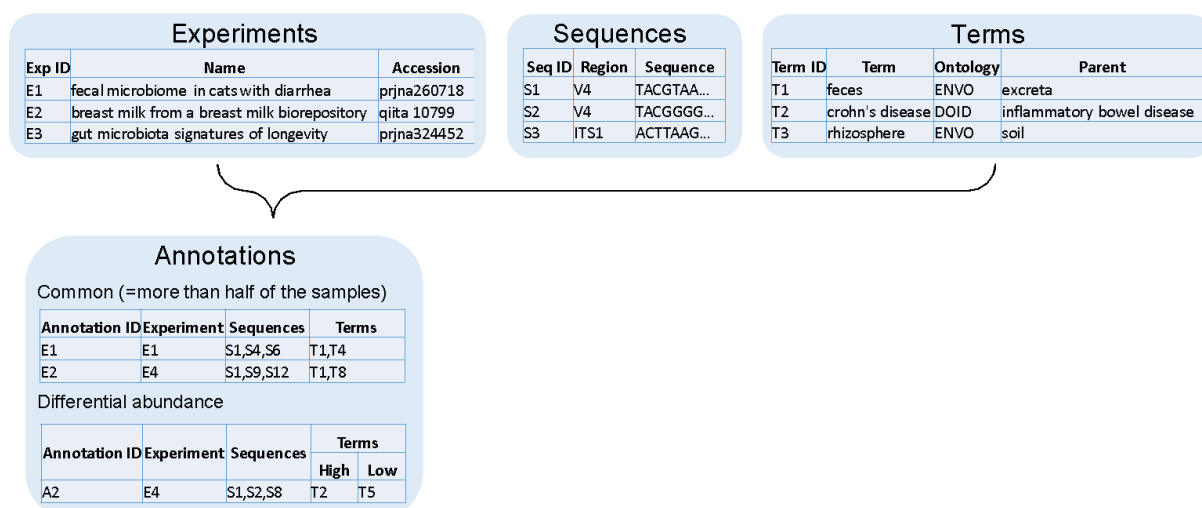 Experiments
Exp ID Name Accession
E1 fecal microbiome in cats with diarrhea prjna260718
E2 breast milk from a breast milk biorepository qiita 10799
E3 gut microbiota signatures of longevity prjna324452
Sequences
Seq ID Region Sequence
S1 V4 TACGTAA...
S2 V4 TACGGGG...
S3 ITS1 ACTTAAG...
Terms
Term ID Term Ontology Parent
T1 feces ENVO excreta
T2 crohn's disease DOID inflammatory bowel disease
T3 rhizosphere ENVO soil
Annotations
Common (=more than half of the samples)
Annotation ID Experiment Sequences Terms
E1 E1 S1,S4,S6 T1,T4
E2 E4 S1,S9,S12 T1,T8
Differential abundance
Annotation ID Experiment Sequences Terms
High Low
A2 E4 S1,S2,S8 T2 T5